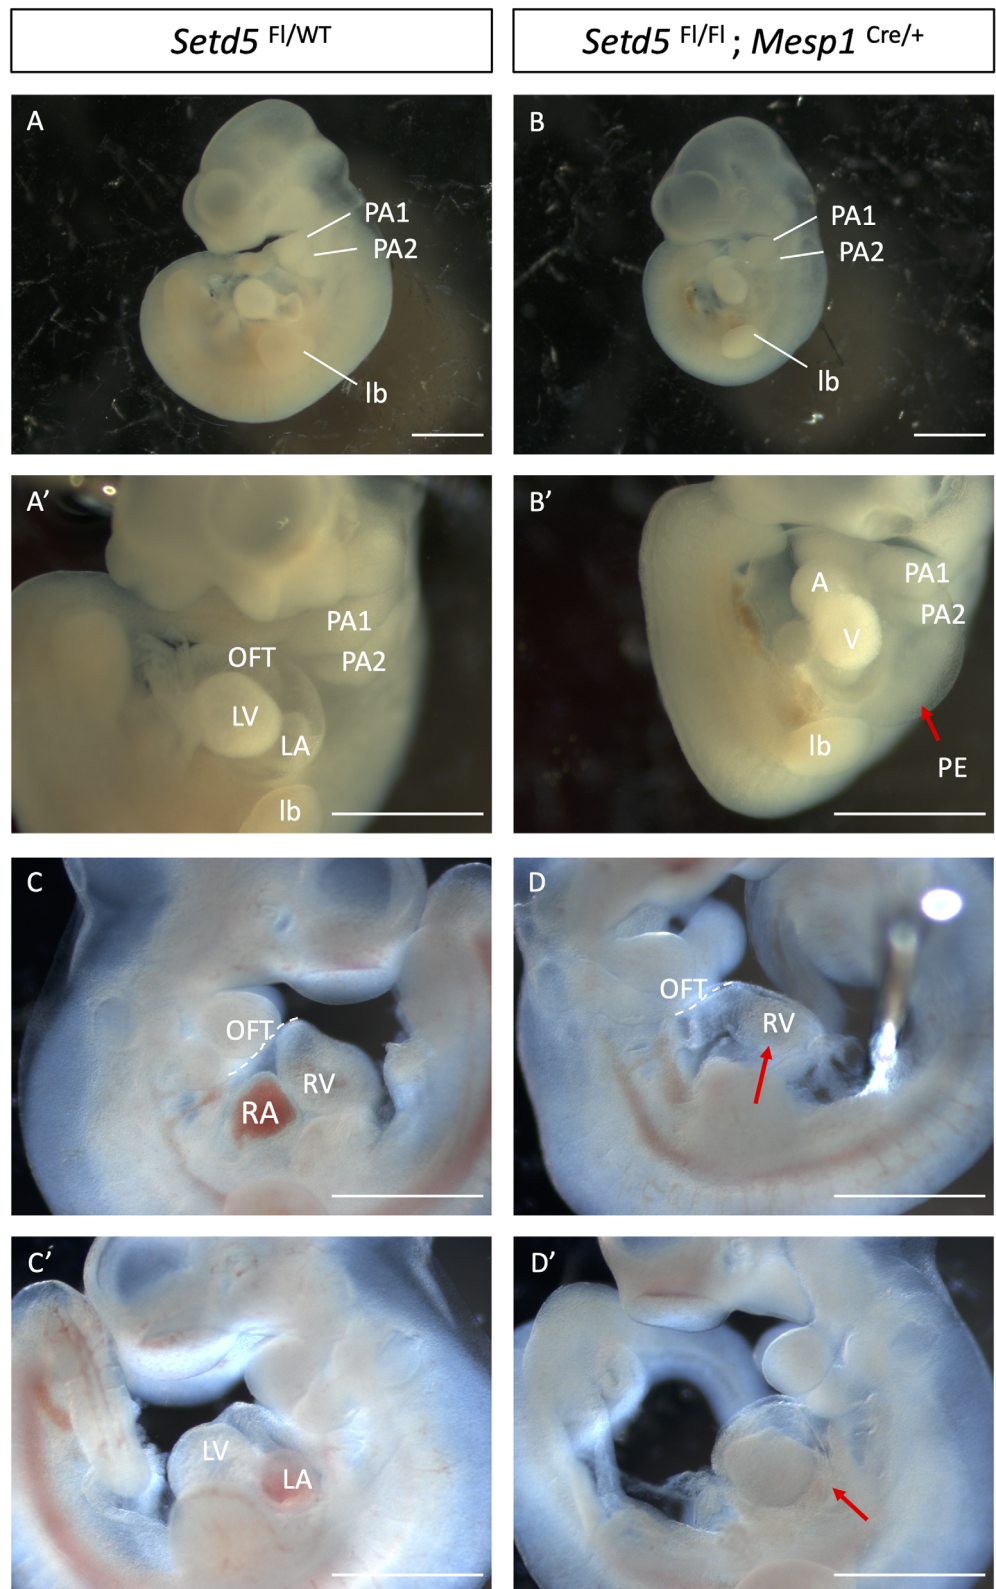 Setd5 Fl/WT
Setd5 Fl/Fl ; Mesp1 Cre/+
A
PA1
PA2
lb
B
PA1
PA2
lb
A’
PA1
OFT
PA2
LV
LA
lb
B’
A
PA1
PA2
V
lb
PE
C
OFT
RV
RA
D
OFT
RV
C’
LV
LA
D’